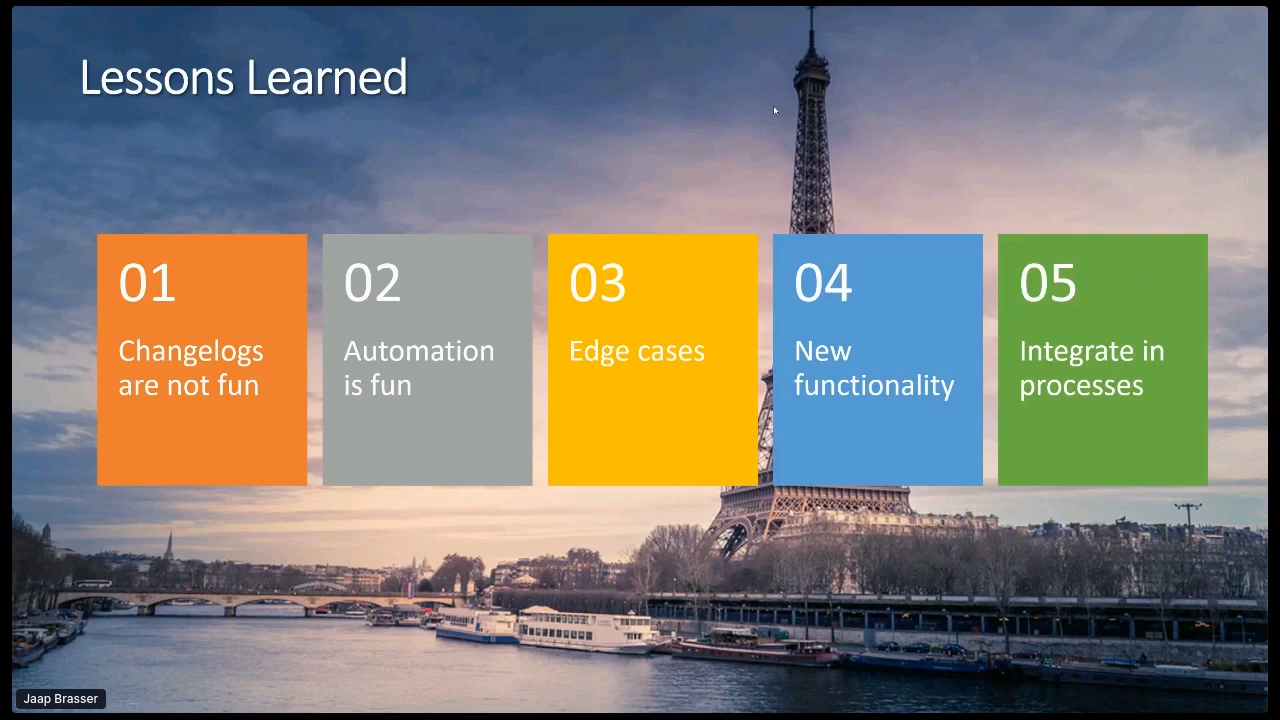 Lessons Learned
01
Changelogs
are not fun
02
Automation
is fun
03
Edge cases
04
New
functionality
05
Integrate in
processes
Jaap Brasser